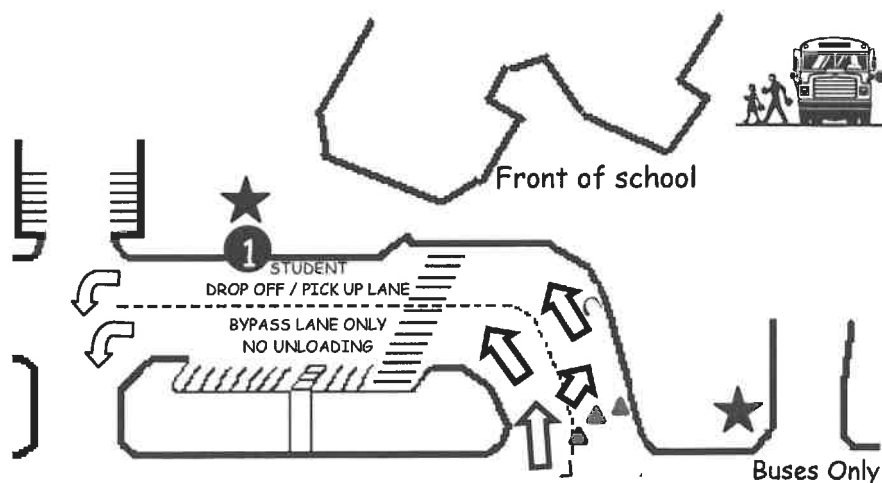 Front of school
1
STUDENT
DROP OFF / PICK UP LANE
BYPASS LANE ONLY
NO UNLOADING
Buses Only